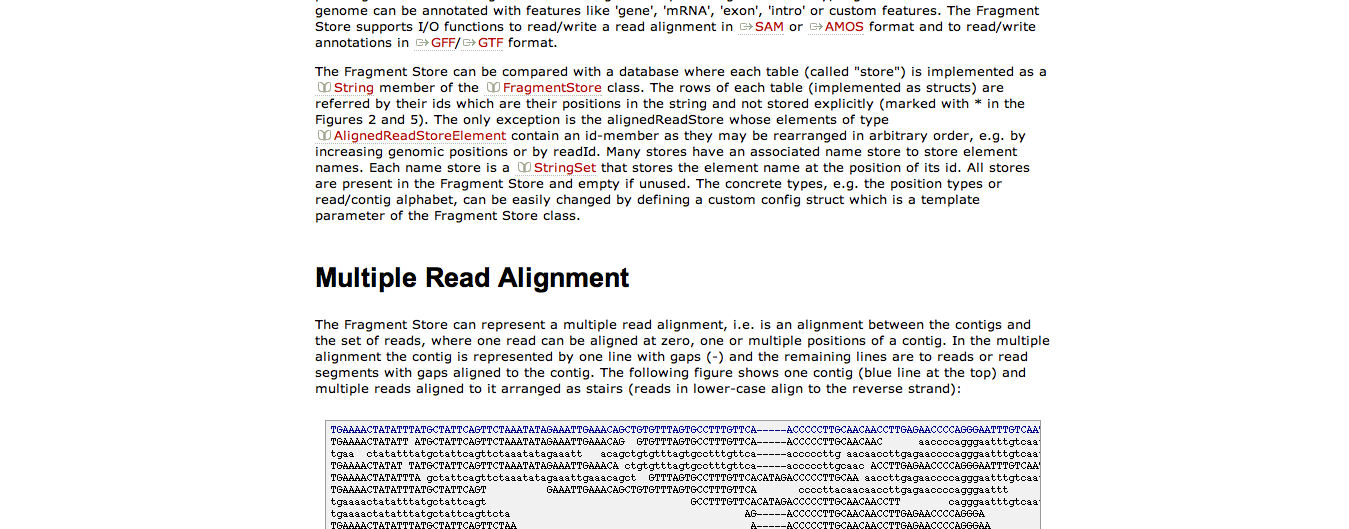 genome can be annotated with features like 'gene', 'mRNA', 'exon', 'intro' or custom features. The Fragment
Store supports I/O functions to read/write a read alignment in SAM or AMOS format and to read/write
annotations in GFF/GTF format.
The Fragment Store can be compared with a database where each table (called "store") is implemented as a
String member of the FragmentStore class. The rows of each table (implemented as structs) are
referred by their ids which are their positions in the string and not stored explicitly (marked with * in the
Figures 2 and 5). The only exception is the alignedReadStore whose elements of type
AlignedReadStoreElement contain an id-member as they may be rearranged in arbitrary order, e.g. by
increasing genomic positions or by readId. Many stores have an associated name store to store element
names. Each name store is a StringSet that stores the element name at the position of its id. All stores
are present in the Fragment Store and empty if unused. The concrete types, e.g. the position types or
read/contig alphabet, can be easily changed by defining a custom config struct which is a template
parameter of the Fragment Store class.
Multiple Read Alignment
The Fragment Store can represent a multiple read alignment, i.e. is an alignment between the contigs and
the set of reads, where one read can be aligned at zero, one or multiple positions of a contig. In the multiple
alignment the contig is represented by one line with gaps (-) and the remaining lines are to reads or read
segments with gaps aligned to the contig. The following figure shows one contig (blue line at the top) and
multiple reads aligned to it arranged as stairs (reads in lower-case align to the reverse strand):
TGAAAACTATATTTATGCTATTCAGTTCTAAATATAGAAATTGAAACAGCTGTGTTTAGTGCCTTTGTTCA-----ACCCCCTTGCAACAACCTTGAGAACCCCAGGGAATTTGTCAA
TGAAAACTATATT ATGCTATTCAGTTCTAAATATAGAAATTGAAACAG GTGTTTAGTGCCTTTGTTCA-----ACCCCCTTGCAACAAC aaccccagggaatttgtcaa
tgaa ctatatttatgctattcagttctaaatatagaaatt acagctgtgtttagtgcctttgttca-----acccccttg acaaccttgagaaccccagggaatttgtcaa
TGAAAACTATAT TATGCTATTCAGTTCTAAATATAGAAATTGAAACA ctgtgtttagtgcctttgttca-----acccccttgcaac ACCTTGAGAACCCCAGGGAATTTGTCAA
TGAAAACTATATTTA gctattcagttctaaatatagaaattgaaacagct GTTTAGTGCCTTTGTTCACATAGACCCCCTTGCAA aaccttgagaaccccagggaatttgtcaa
TGAAAACTATATTTATGCTATTCAGT GAAATTGAAACAGCTGTGTTTAGTGCCTTTGTTCA ccccttacaacaaccttgagaaccccagggaattt
tgaaaactatatttatgctattcagt GCCTTTGTTCACATAGACCCCCTTGCAACAACCTT cagggaatttgtcaa
tgaaaactatatttatgctattcagttcta AG-----ACCCCCTTGCAACAACCTTGAGAACCCCAGGGA
TGAAAACTATATTTATGCTATTCAGTTCTAA A-----ACCCCCTTGCAACAACCTTGAGAACCCCAGGGAA